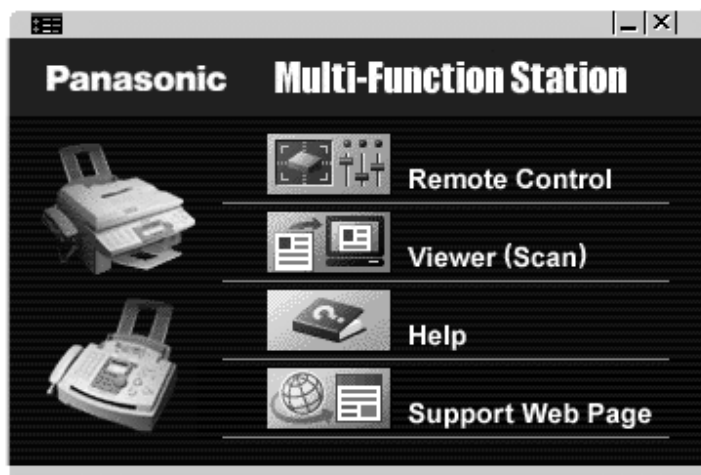 Panasonic Multi-Function Station
Remote Control
Viewer (Scan)
Help
Support Web Page